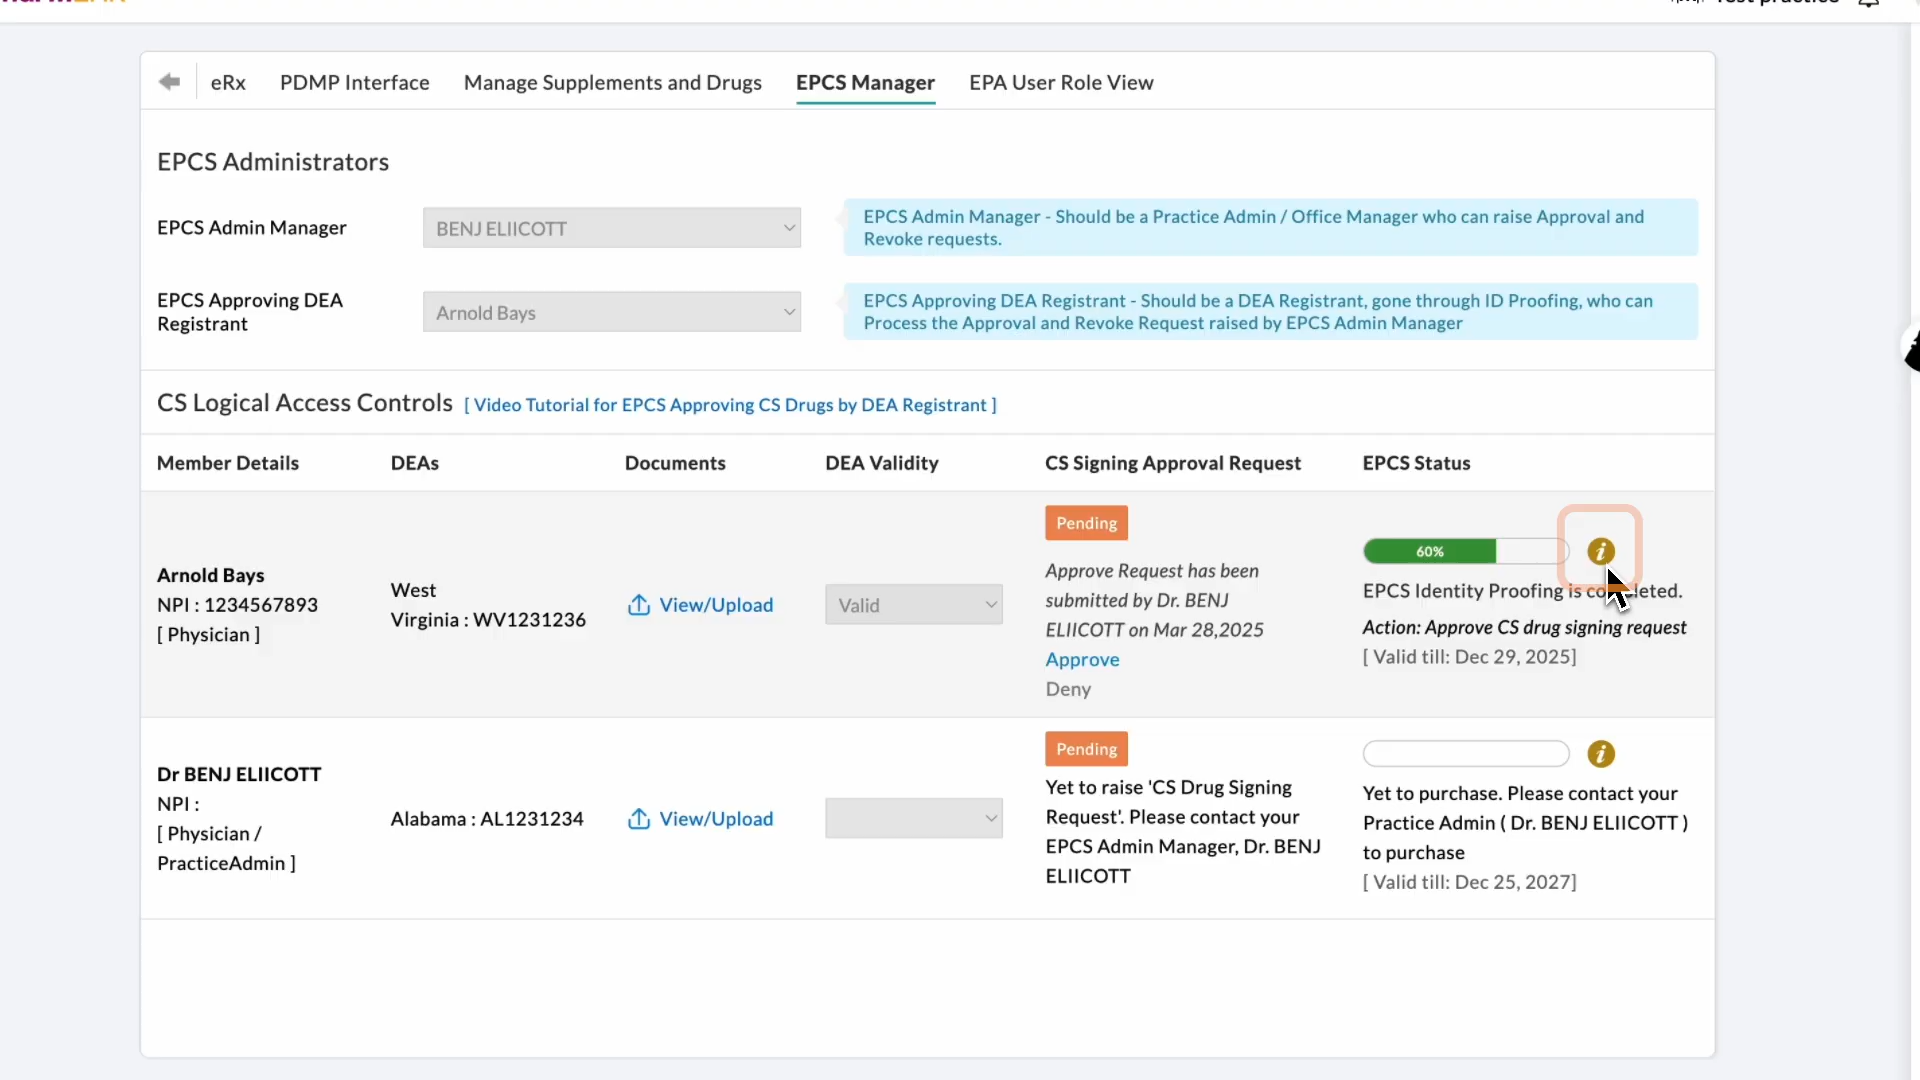 eRx
PDMP Interface
Manage Supplements and Drugs
EPCS Manager
EPA User Role View
EPCS Administrators
EPCS Admin Manager
BENJ ELIICOTT
EPCS Admin Manager - Should be a Practice Admin / Office Manager who can raise Approval and
Revoke requests.
EPCS Approving DEA
Registrant
Arnold Bays
EPCS Approving DEA Registrant - Should be a DEA Registrant, gone through ID Proofing, who can
Process the Approval and Revoke Request raised by EPCS Admin Manager
CS Logical Access Controls [ Video Tutorial for EPCS Approving CS Drugs by DEA Registrant ]
Member Details
DEAs
Documents
DEA Validity
CS Signing Approval Request
EPCS Status
Arnold Bays
NPI : 1234567893
[ Physician ]
West
Virginia : WV1231236
View/Upload
Valid
Pending
Approve Request has been
submitted by Dr. BENJ
ELIICOTT on Mar 28,2025
Approve
Deny
60%
i
EPCS Identity Proofing is
Action: Approve CS drug signing request
[ Valid till: Dec 29, 2025]
Dr BENJ ELIICOTT
NPI :
[ Physician /
PracticeAdmin ]
Alabama : AL1231234
View/Upload
Pending
Yet to raise 'CS Drug Signing
Request'. Please contact your
EPCS Admin Manager, Dr. BENJ
ELIICOTT
i
Yet to purchase. Please contact your
Practice Admin ( Dr. BENJ ELIICOTT )
to purchase
[ Valid till: Dec 25, 2027]